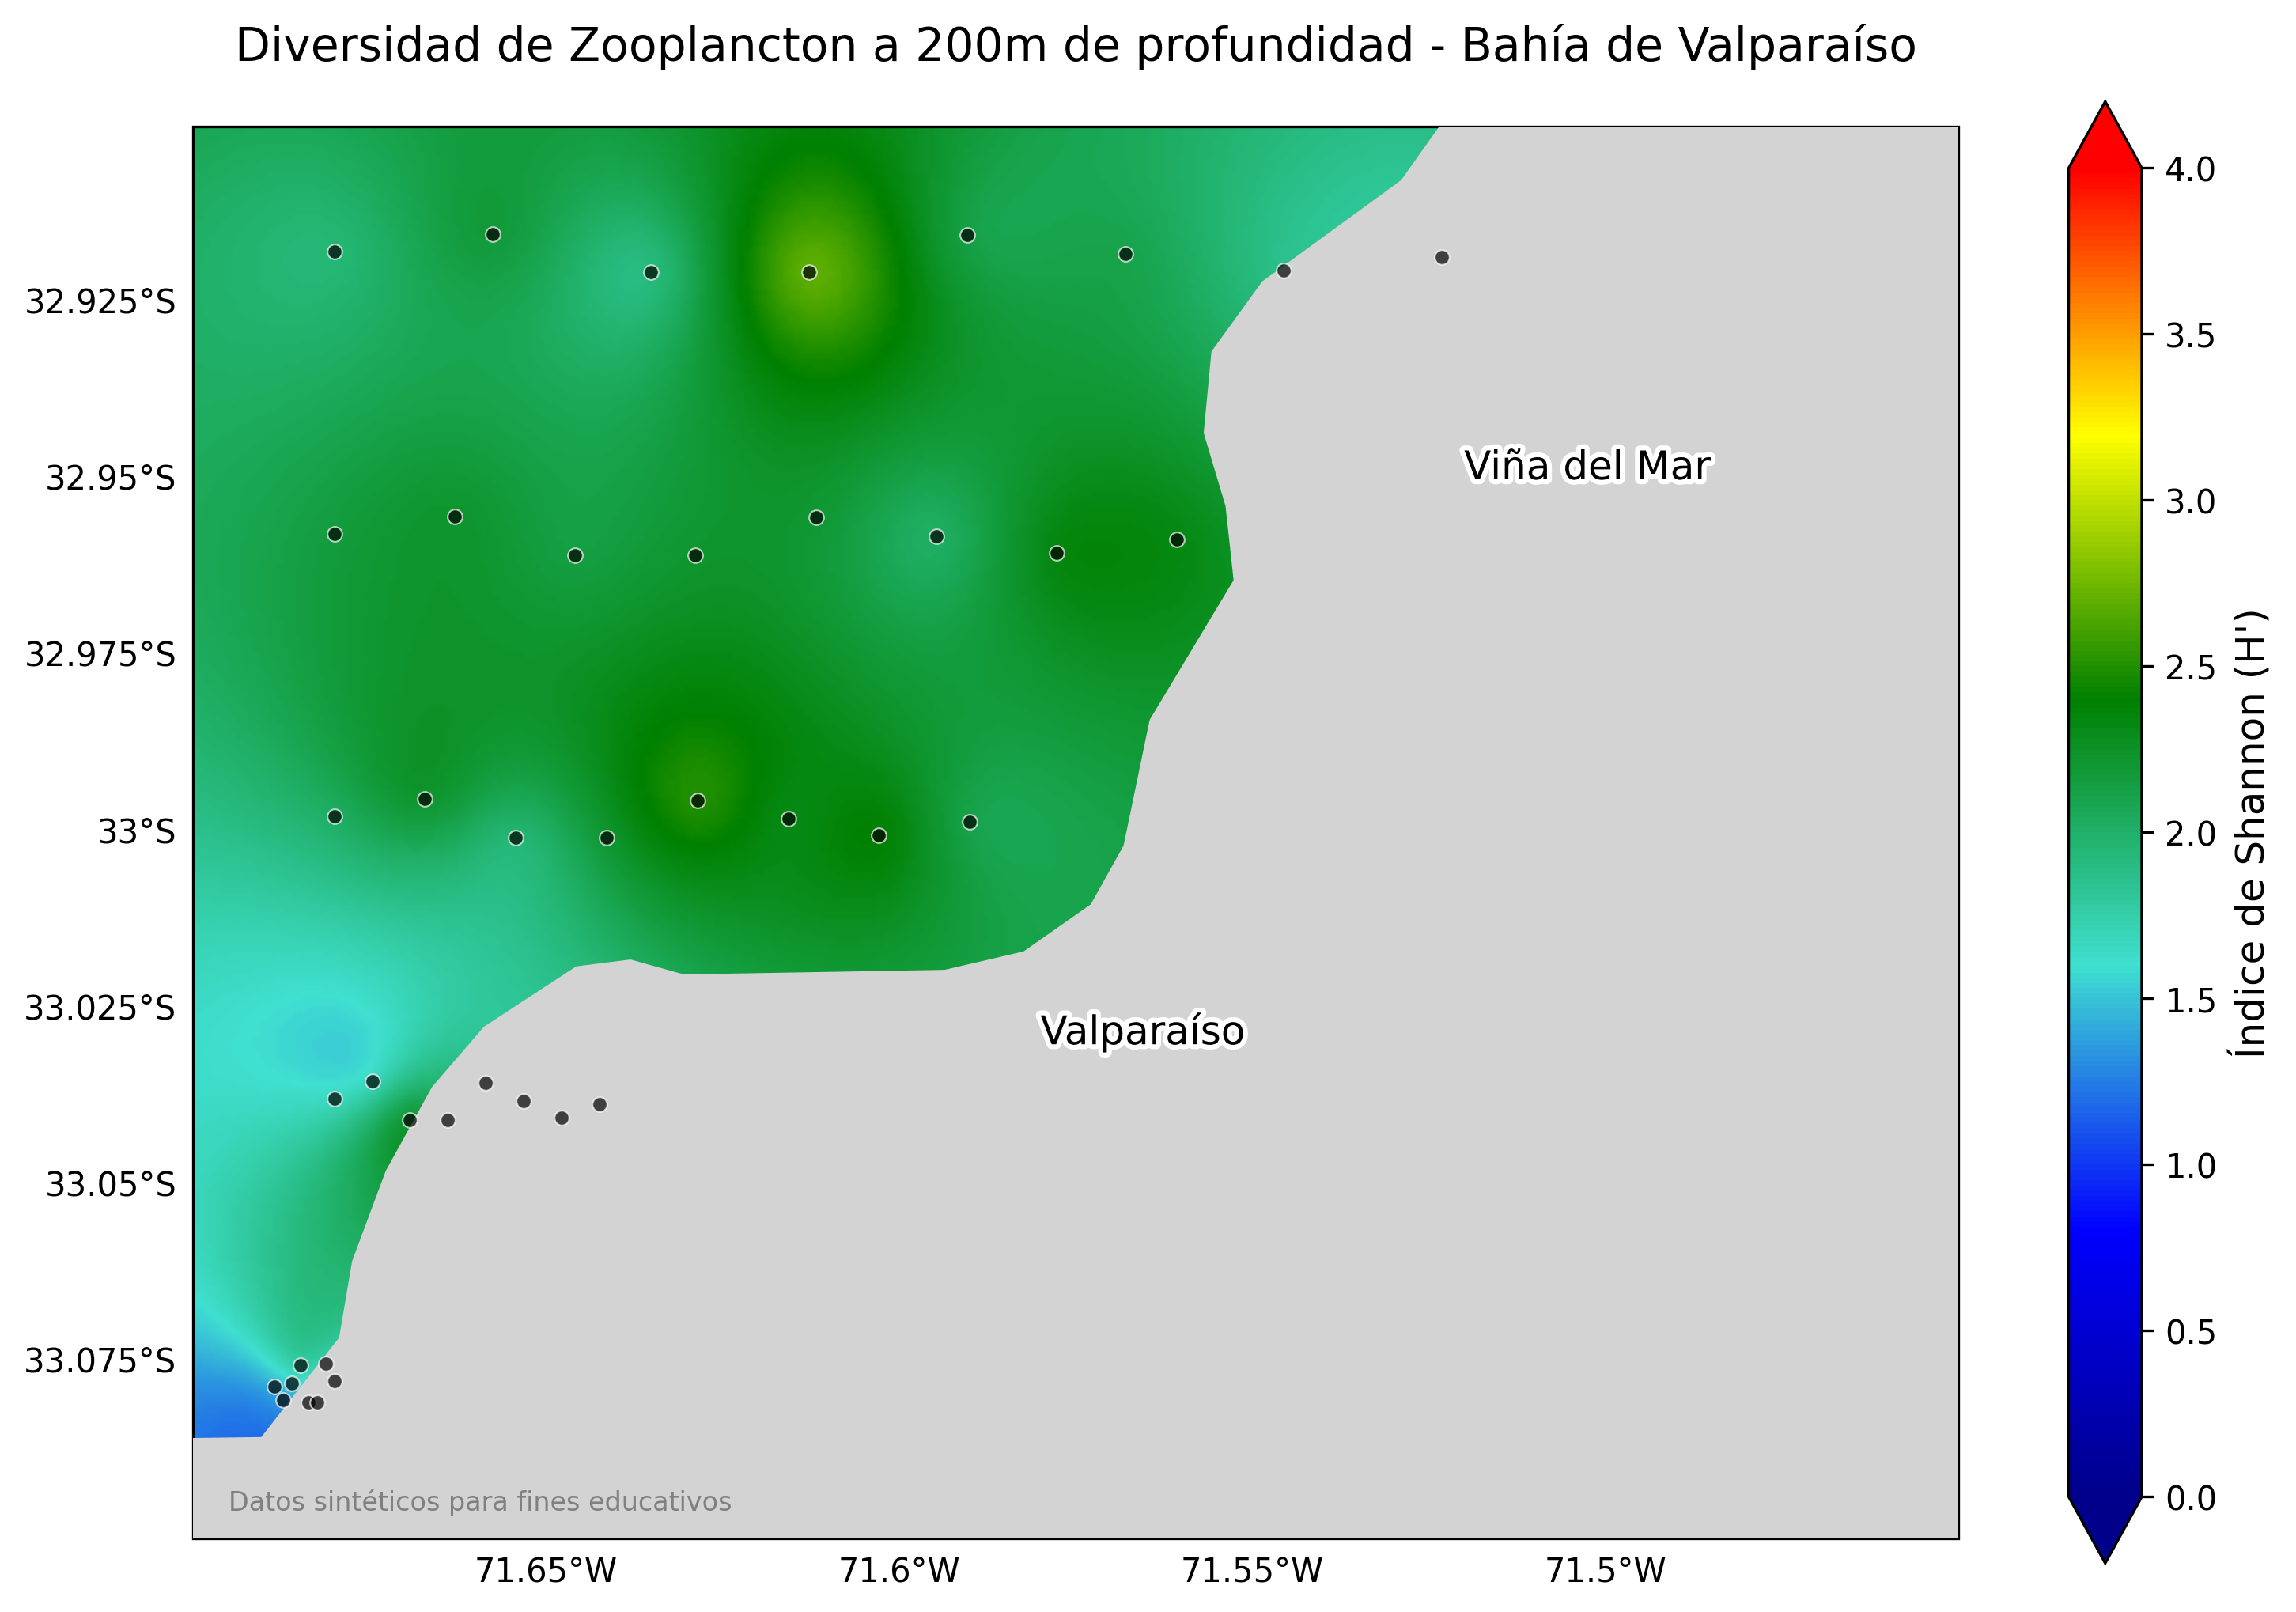 Diversidad de Zooplancton a 200m de profundidad - Bahía de Valparaíso
32.925°S
32.95°S
32.975°S
33°S
33.025°S
33.05°S
33.075°S
Viña del Mar
Valparaíso
Datos sintéticos para fines educativos
71.65°W
71.6°W
71.55°W
71.5°W
4.0
3.5
3.0
2.5
2.0
1.5
1.0
0.5
0.0
Índice de Shannon (H')